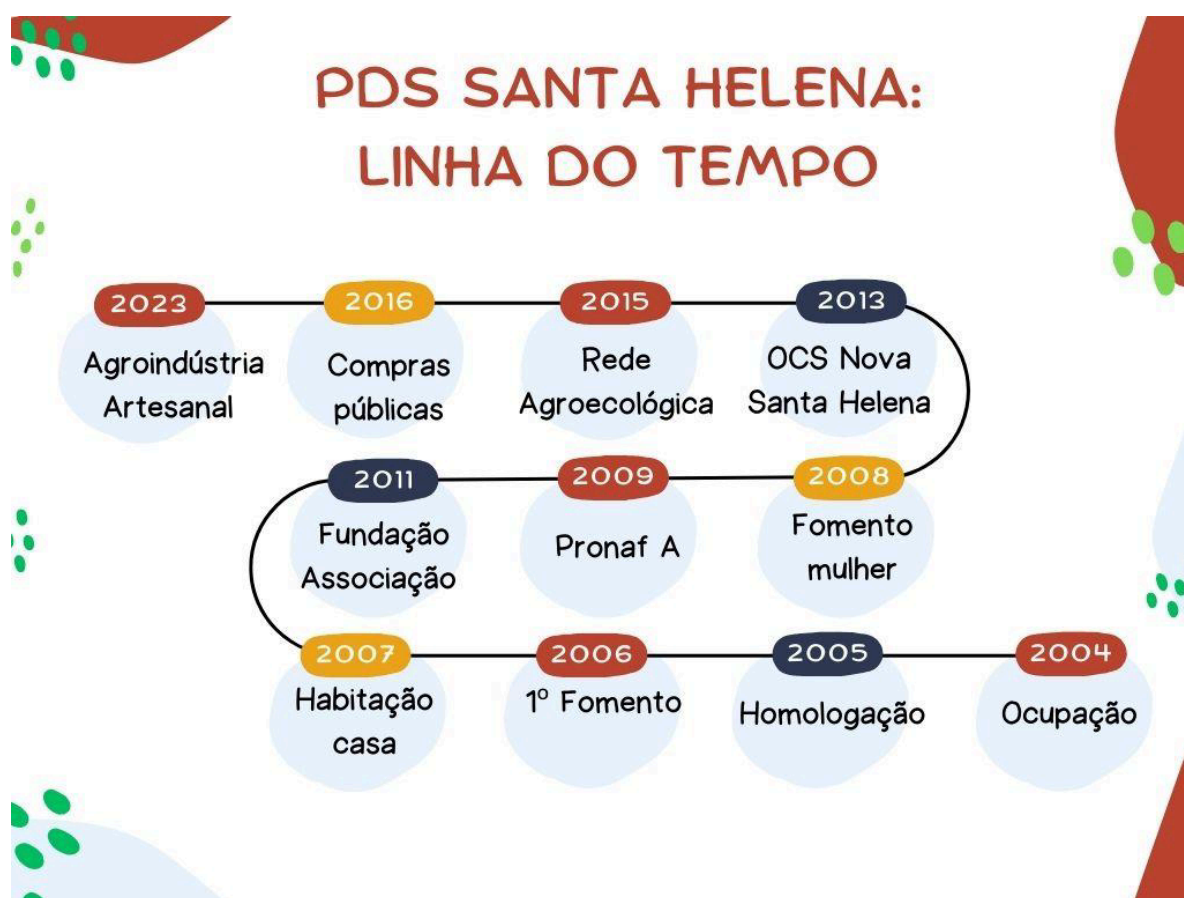 PDS SANTA HELENA:
LINHA DO TEMPO
2023
Agroindústria
Artesanal
2016
Compras
públicas
2015
Rede
Agroecológica
2013
OCS Nova
Santa Helena
2011
Fundação
Associação
2009
Pronaf A
2008
Fomento
mulher
2007
Habitação
casa
2006
1º Fomento
2005
Homologação
2004
Ocupação